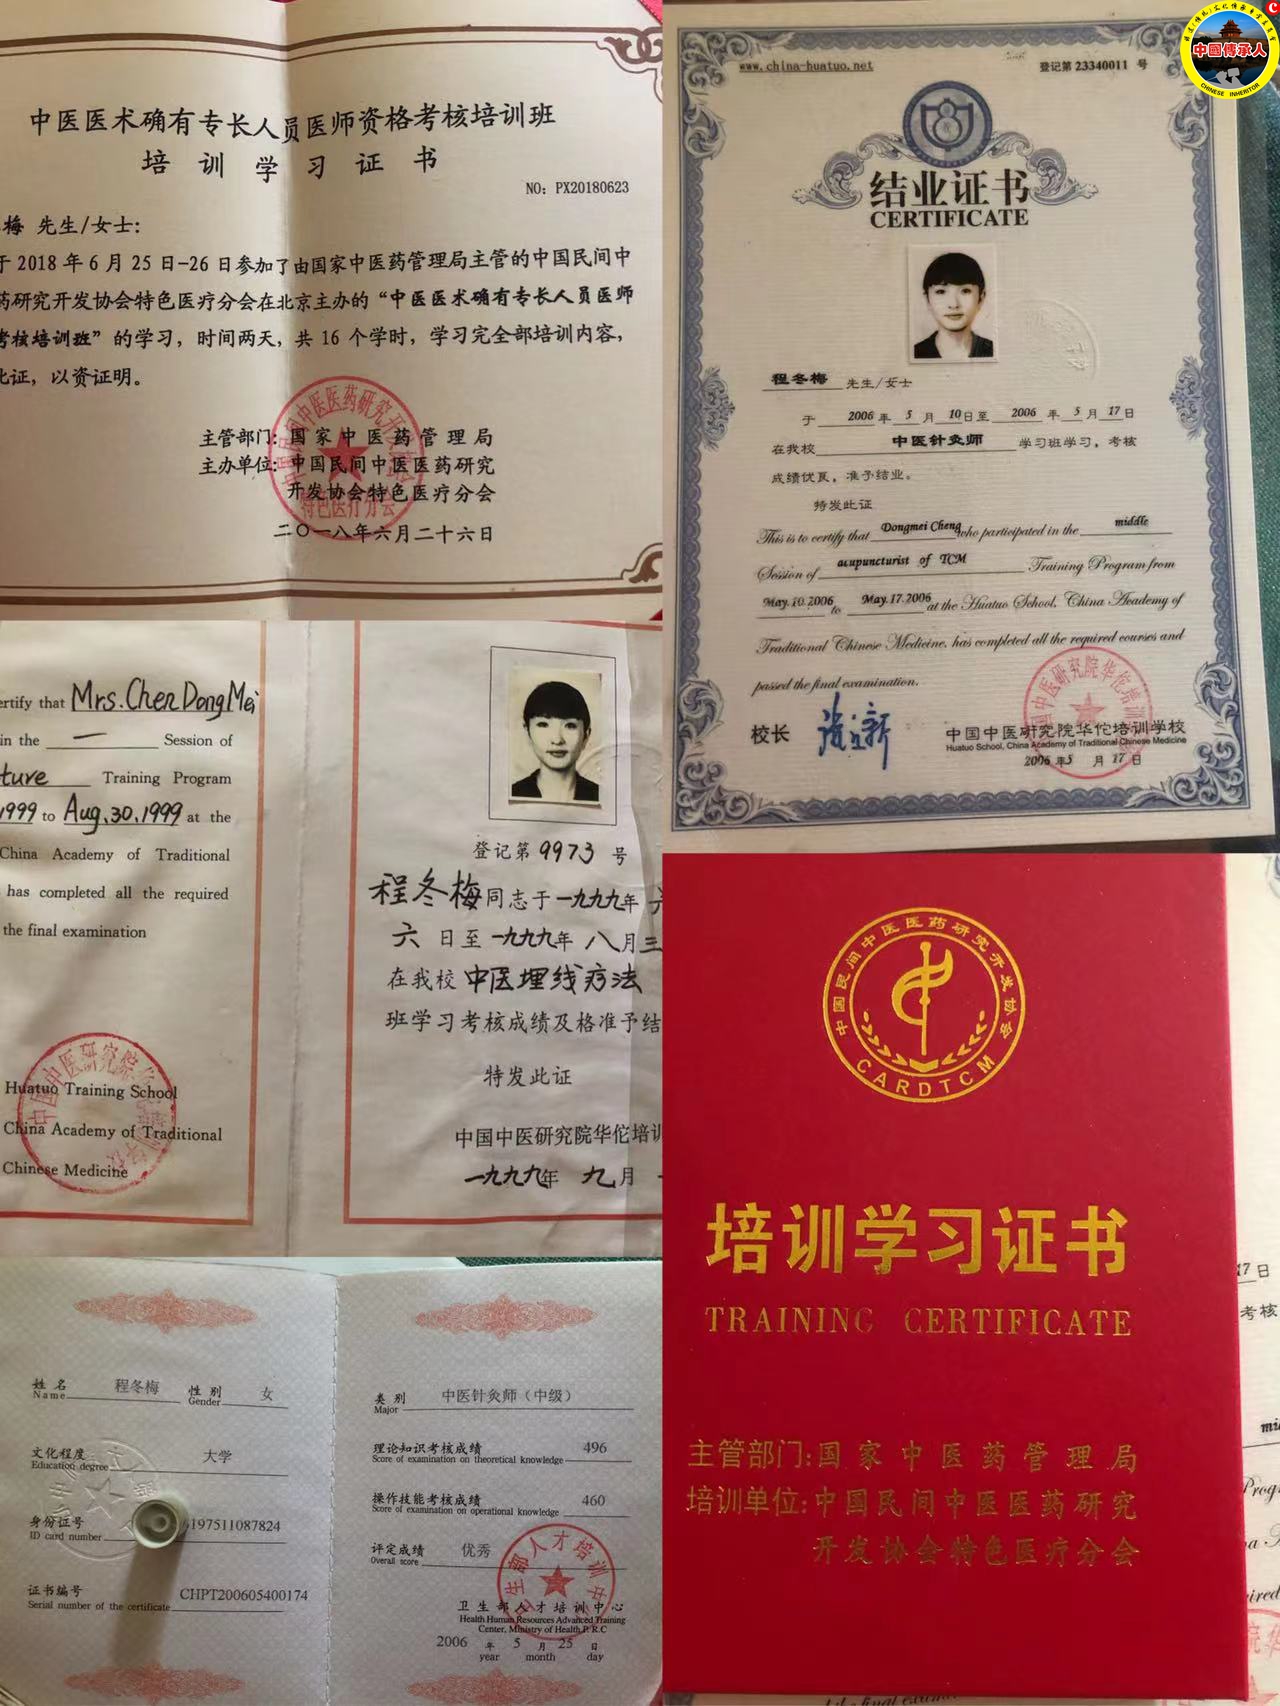 中医医术确有专长人员医师资格考核培训班
培训学习证书
NO: PX20180623
梅 先生/女士:
于2018年6月25日-26日参加了由国家中医药管理局主管的中国民间中
药研究开发协会特色医疗分会在北京主办的“中医医术确有专长人员医师
考核培训班”的学习，时间两天，共16个学时，学习完全部培训内容，
此证，以资证明。
主管部门：国家中医药管理局
主办单位：中国民间中医医药研究
开发协会特色医疗分会
二〇一八年六月二十六日
www.china-huatuo.net
登记第 23340011 号
中國傳承人
CHINESE INHERITOR
C
结业证书
CERTIFICATE
程冬梅 先生/女士
于 2006 年 5 月 10日至 2006 年 5 月 17日
在我校 中医针灸师 学习班学习，考核
成绩优良，准予结业。
特发此证
This is to certify that Dongmei Cheng who participated in the middle
Session of acupuncturist of TCM Training Program from
May.10.2006 to May.17.2006 at the Huatuo School, China Academy of
Traditional Chinese Medicine, has completed all the required courses and
passed the final examination.
校长
中国中医研究院华佗培训学校
Huatuo School, China Academy of Traditional Chinese Medicine
2006 年 5 月 17 日
ertify that Mrs.Chen DongMei
in the 一 Session of
ture Training Program
1999 to Aug,30,1999 at the
China Academy of Traditional
has completed all the required
the final examination
Huatuo Training School
China Academy of Traditional
Chinese Medicine
登记第 9973 号
程冬梅同志于一九九九年
六日至一九九九年八月三
在我校中医埋线疗法
班学习考核成绩及格准予结
特发此证
中国中医研究院华佗培训
一九九九年 九月
姓名 程冬梅 性别 女
Name Gender
文化程度 大学
Education degree
身份证号 197511087824
ID card number
证书编号 CHPT200605400174
Serial number of the certificate
类别 中医针灸师（中级）
Major
理论知识考核成绩 496
Score of examination on theoretical knowledge
操作技能考核成绩 460
Score of examination on operational knowledge
评定成绩 优秀
Overall score
卫生部人才培训中心
Health Human Resources Advanced Training
Center, Ministry of Health,P.R.C
2006 年 5 月 25 日
year month day
中国民间中医医药研究开发协会
CARDTCM
培训学习证书
TRAINING CERTIFICATE
主管部门:国家中医药管理局
培训单位:中国民间中医医药研究
开发协会特色医疗分会
17日
考核